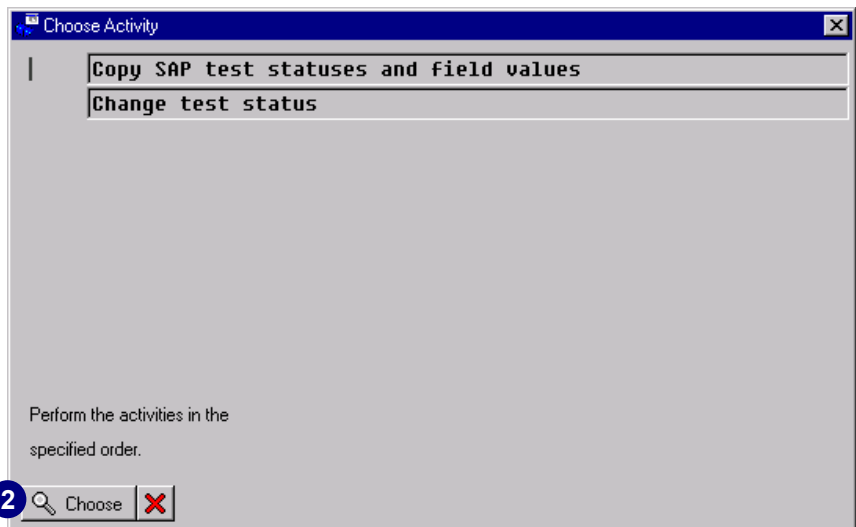 Choose Activity
Copy SAP test statuses and field values
Change test status
Perform the activities in the
specified order.
2 Choose